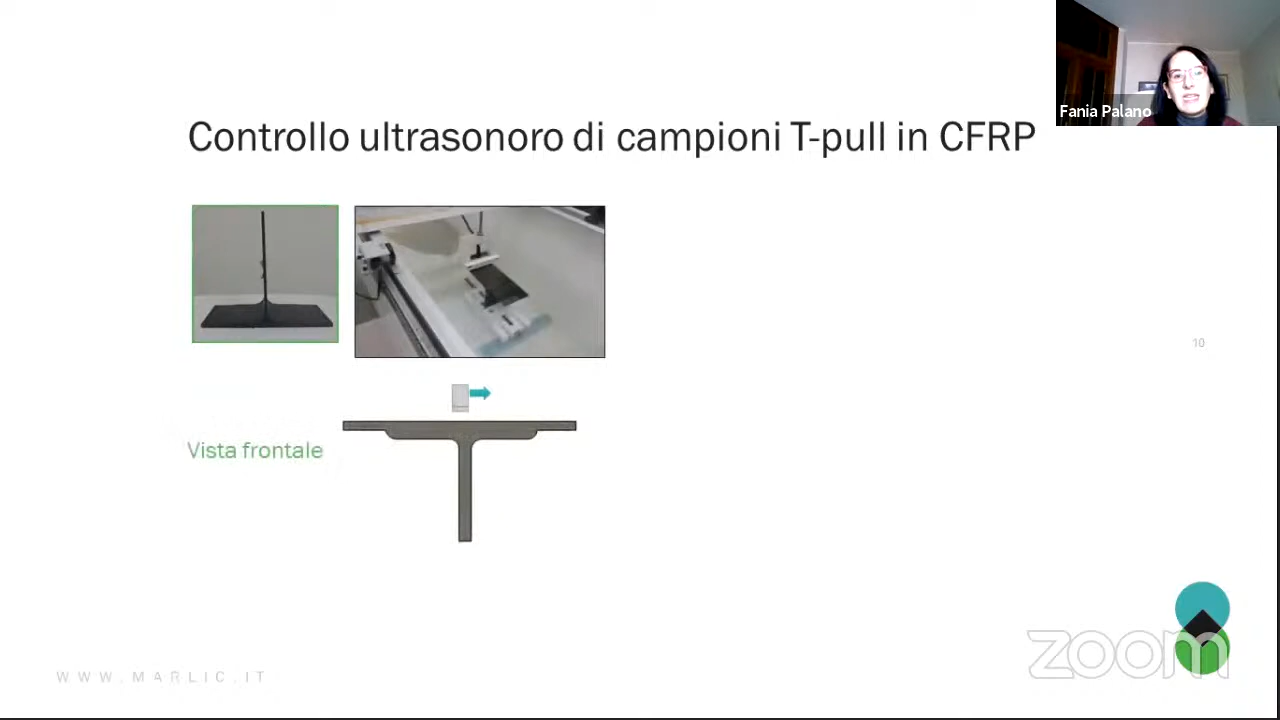 Fania Palano
Controllo ultrasonoro di campioni T-pull in CFRP
10
Vista frontale
zoom
WWW.MARLIC.IT